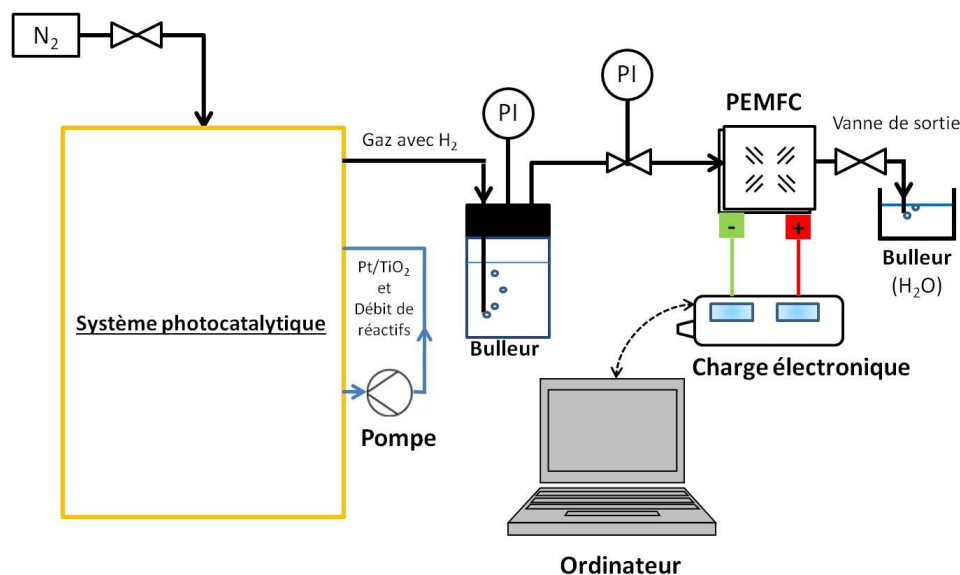 N₂
PI
PI
PEMFC
Vanne de sortie
Gaz avec H₂
-
+
Pt/TiO₂
et
Débit de
réactifs
Système photocatalytique
Bulleur
Bulleur
(H₂O)
Charge électronique
Pompe
Ordinateur